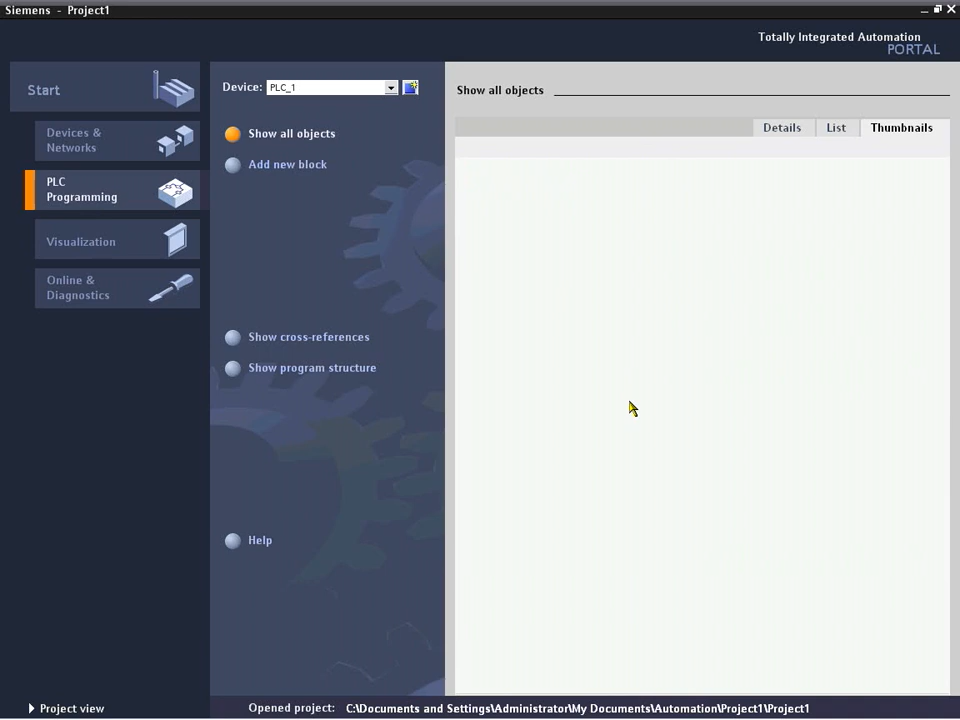 Siemens - Project1
Totally Integrated Automation
PORTAL
Start
Devices &
Networks
PLC
Programming
Visualization
Online &
Diagnostics
Device: PLC_1
Show all objects
Add new block
Show cross-references
Show program structure
Help
Show all objects
Details List Thumbnails
Project view
Opened project: C:\Documents and Settings\Administrator\My Documents\Automation\Project1\Project1